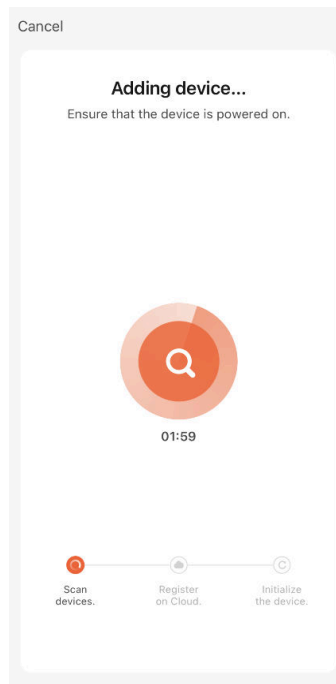 Cancel
Adding device...
Ensure that the device is powered on.
01:59
Scan
devices.
Register
on Cloud.
Initialize
the device.